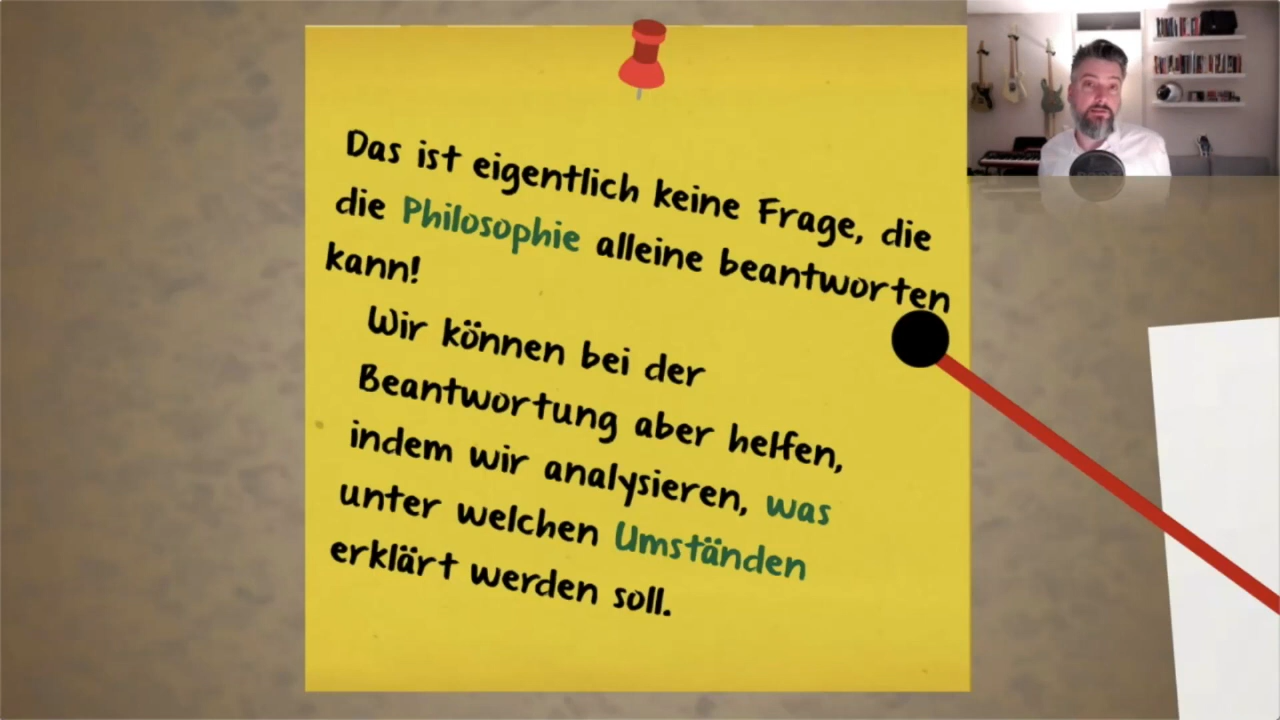 Das ist eigentlich keine Frage, die
die Philosophie alleine beantworten
kann!
Wir können bei der
Beantwortung aber helfen,
indem wir analysieren, was
unter welchen Umständen
erklärt werden soll.